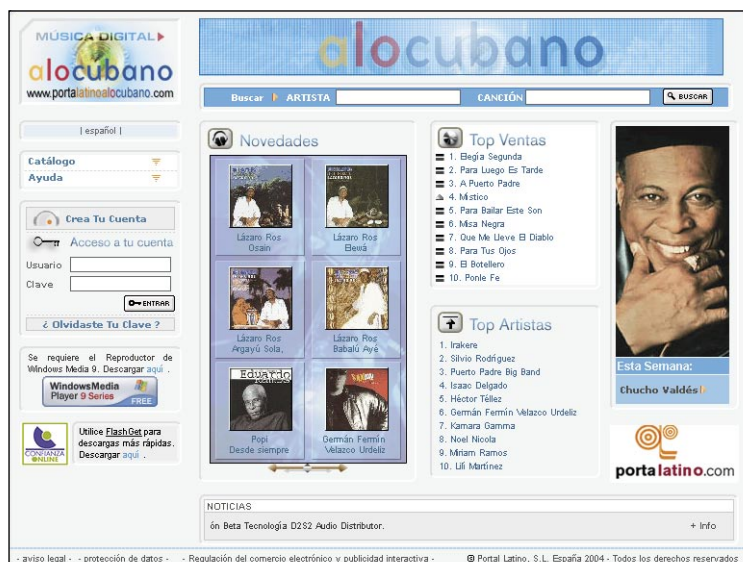 MÚSICA DIGITAL
alocubano
www.portalatinoalocubano.com
alocubano
Buscar ARTISTA CANCIÓN BUSCAR
| español |
Catálogo
Ayuda
Crea Tu Cuenta
Acceso a tu cuenta
Usuario
Clave
ENTRAR
¿ Olvidaste Tu Clave ?
Se requiere el Reproductor de
Windows Media 9. Descargar aquí .
WindowsMedia
Player 9 Series
FREE
CONFIANZA
ONLINE
Utilice FlashGet para
descargas más rápidas.
Descargar aquí .
Novedades
Lázaro Ros
Osain
Lázaro Ros
Elewá
Lázaro Ros
Argayú Sola,
Lázaro Ros
Babalú Ayé
Eduardo
Popi
Desde siempre
Germán Fermín
Velazco Urdeliz
Top Ventas
1. Elegía Segunda
2. Para Luego Es Tarde
3. A Puerto Padre
4. Místico
5. Para Bailar Este Son
6. Misa Negra
7. Que Me Lleve El Diablo
8. Para Tus Ojos
9. El Botellero
10. Ponle Fe
Top Artistas
1. Irakere
2. Silvio Rodríguez
3. Puerto Padre Big Band
4. Isaac Delgado
5. Héctor Téllez
6. Germán Fermín Velazco Urdeliz
7. Kamara Gamma
8. Noel Nicola
9. Miriam Ramos
10. Lili Martínez
Esta Semana:
Chucho Valdés
portalatino.com
NOTICIAS
ón Beta Tecnología D2S2 Audio Distributor.
+ Info
- aviso legal - - protección de datos - - Regulación del comercio electrónico y publicidad interactiva - @ Portal Latino, S.L. España 2004 - Todos los derechos reservados